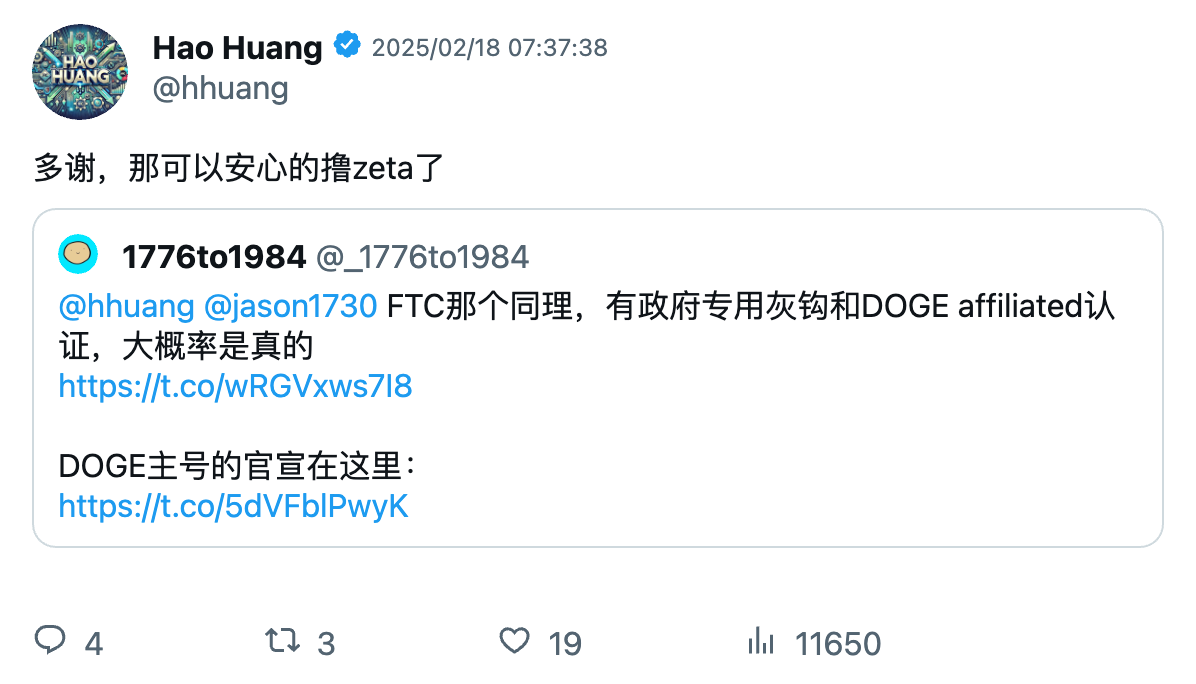 HAO
HUANG
Hao Huang 2025/02/18 07:37:38
@hhuang
多谢，那可以安心的撸zeta了
1776to1984 @_1776to1984
@hhuang @jason1730 FTC那个同理，有政府专用灰钩和DOGE affiliated认
证，大概率是真的
https://t.co/wRGVxws7I8
DOGE主号的官宣在这里：
https://t.co/5dVFblPwyK
4 3 19 11650